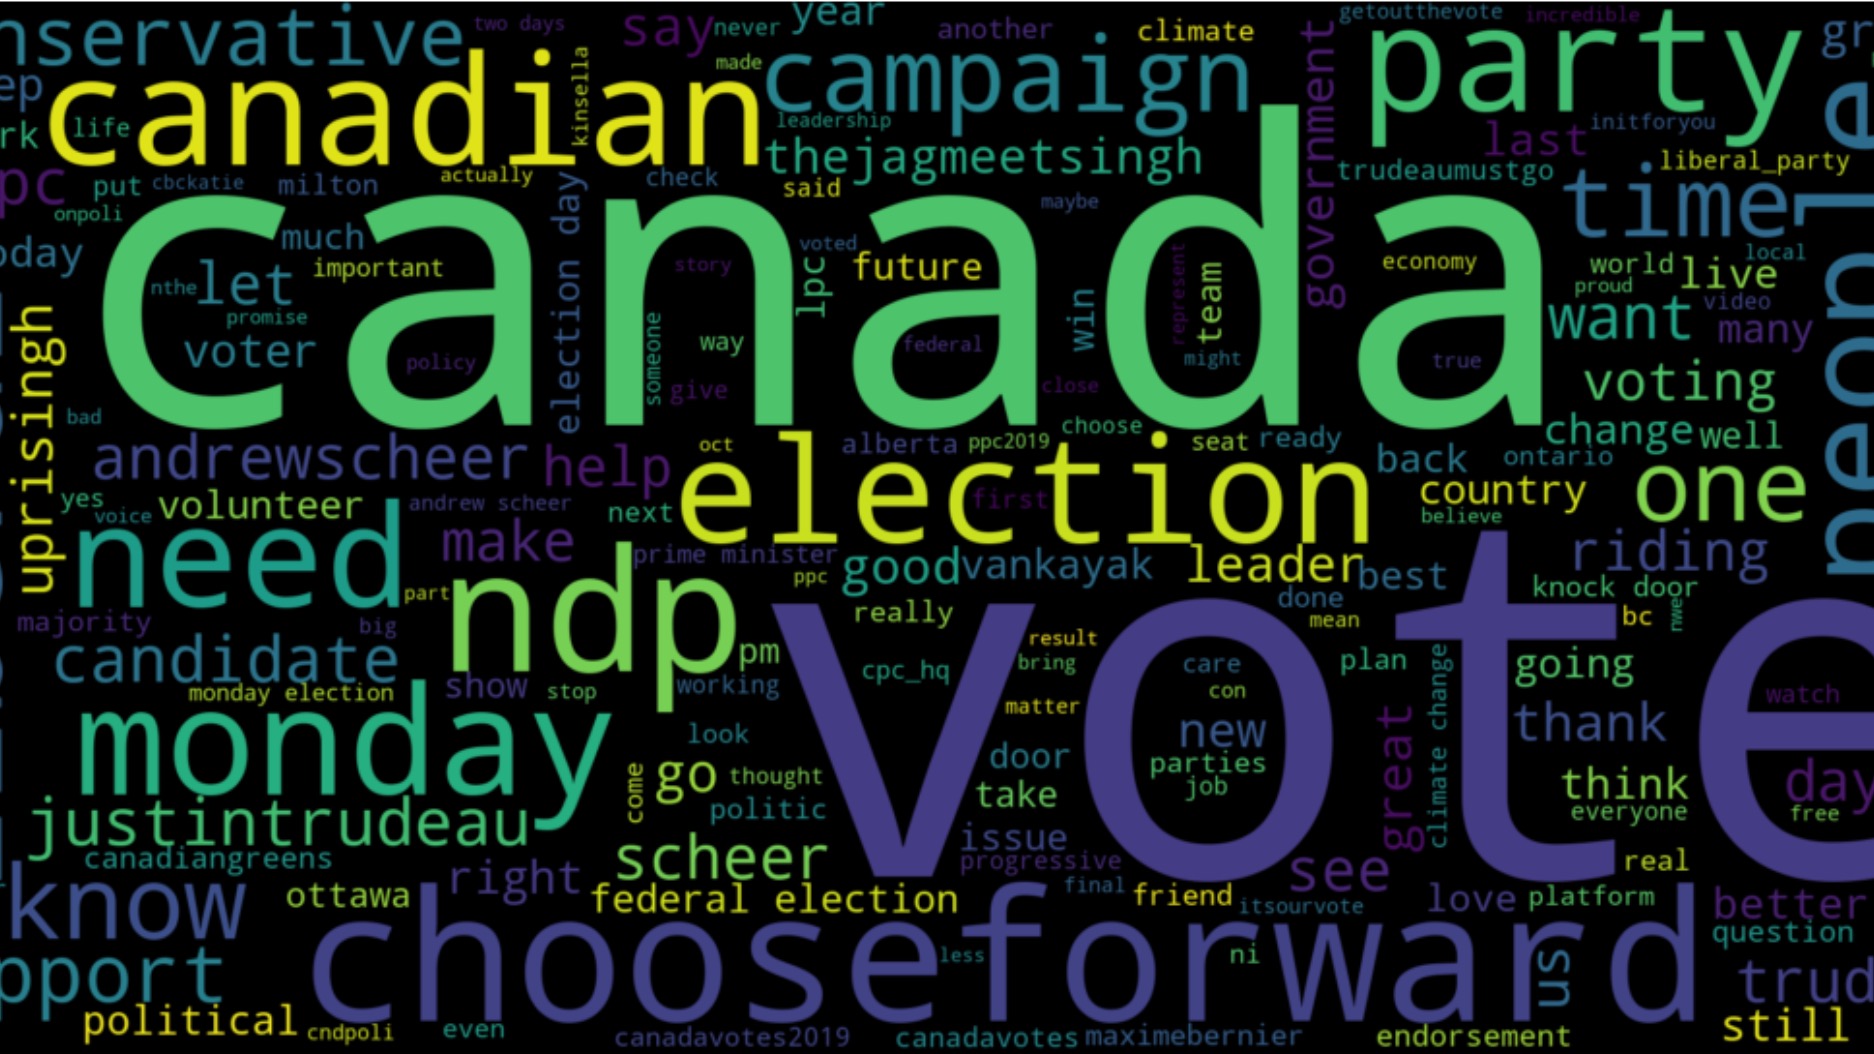 nservative two days say never year another climate getoutthevote incredible party gr
ep canadian kinsella made campaign government
rk life leadership thejagmeetsingh last initforyou
pc put cbckatie milton actually election day check said maybe trudeaumustgo liberal_party
onpoli canada time people
oday much voted local
let important story lpc future represent team economy world live
nthe proud video
promise someone way win want many
uprisingh voter policy federal might true
give close voting
bad choose change well
andrewscheer help oct election alberta ppc2019 seat ready back ontario
yes volunteer andrew scheer first country one
voice next believe
need make prime minister good vankayak leader best riding
part ndp ppc done knock door
majority big really mean bc nwe
candidate pm result vote
monday election show stop working cpc_hq bring care plan climate change going
con watch
monday matter new thank
look door parties
come go thought take job great think day
justintrudeau politic everyone free
canadiangreens scheer issue
progressive see real
know ottawa right federal election final friend itsourvote love platform better
question
pport chooseforward less ni us trud
political cndpoli even canadavotes2019 canadavotes maximebernier endorsement still